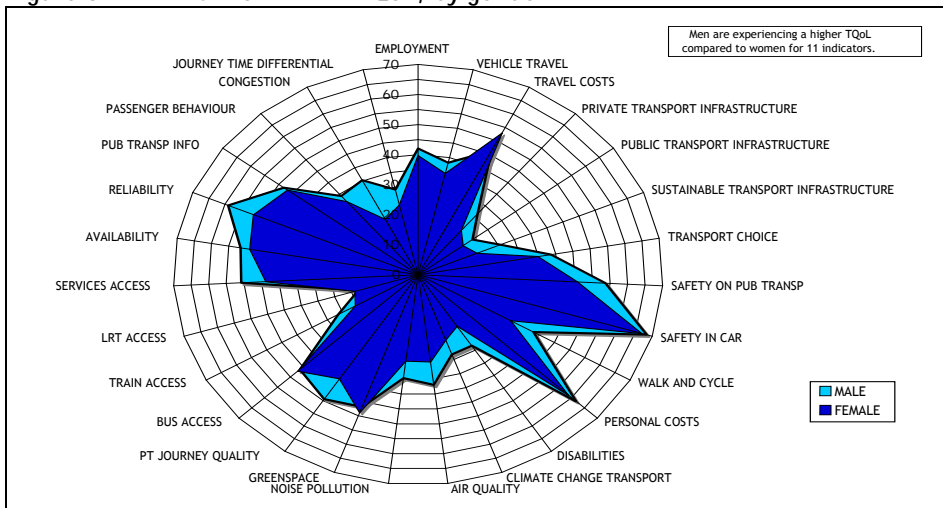 Men are experiencing a higher TQoL
compared to women for 11 indicators.
EMPLOYMENT
VEHICLE TRAVEL
TRAVEL COSTS
PRIVATE TRANSPORT INFRASTRUCTURE
PUBLIC TRANSPORT INFRASTRUCTURE
SUSTAINABLE TRANSPORT INFRASTRUCTURE
TRANSPORT CHOICE
SAFETY ON PUB TRANSP
SAFETY IN CAR
WALK AND CYCLE
PERSONAL COSTS
DISABILITIES
CLIMATE CHANGE TRANSPORT
AIR QUALITY
NOISE POLLUTION
GREENSPACE
PT JOURNEY QUALITY
BUS ACCESS
TRAIN ACCESS
LRT ACCESS
SERVICES ACCESS
AVAILABILITY
RELIABILITY
PUB TRANSP INFO
PASSENGER BEHAVIOUR
CONGESTION
JOURNEY TIME DIFFERENTIAL
70
60
50
40
30
20
10
0
MALE
FEMALE